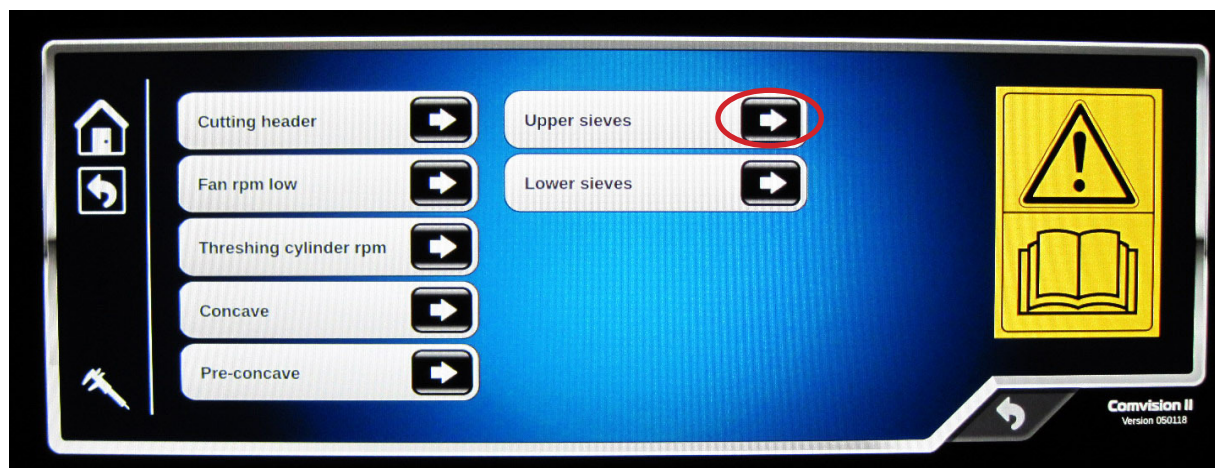 Cutting header
Fan rpm low
Threshing cylinder rpm
Concave
Pre-concave
Upper sieves
Lower sieves
Comvision II
Version 050118